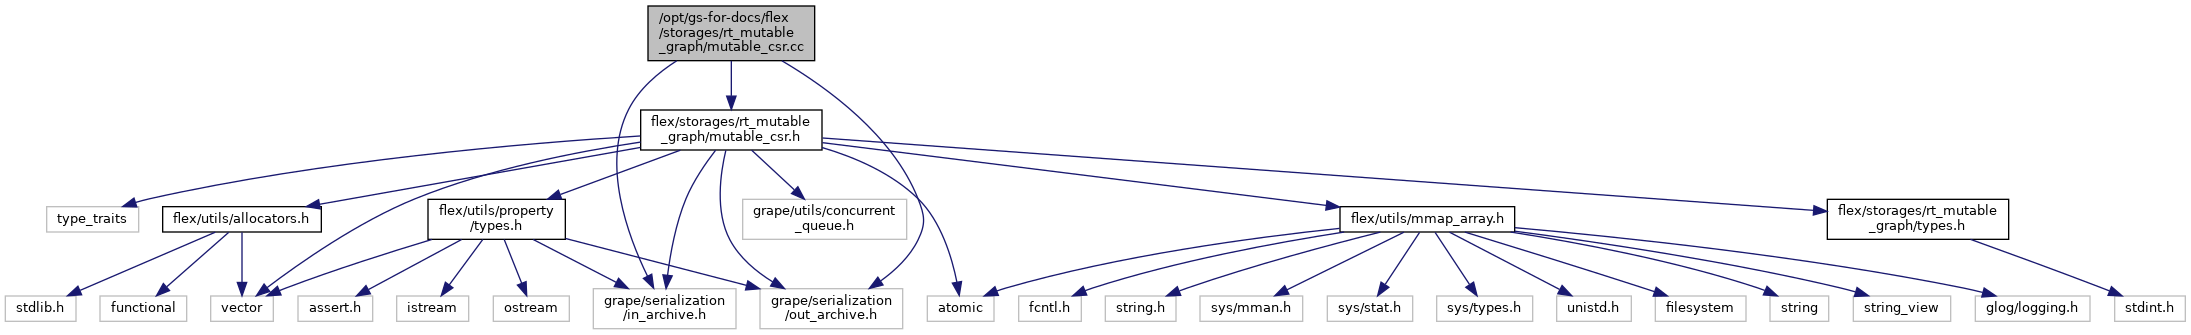 /opt/gs-for-docs/flex
/storages/rt_mutable
_graph/mutable_csr.cc
flex/storages/rt_mutable
_graph/mutable_csr.h
type_traits
flex/utils/allocators.h
flex/utils/property
/types.h
grape/utils/concurrent
_queue.h
flex/utils/mmap_array.h
flex/storages/rt_mutable
_graph/types.h
stdlib.h
functional
vector
assert.h
istream
ostream
grape/serialization
/in_archive.h
grape/serialization
/out_archive.h
atomic
fcntl.h
string.h
sys/mman.h
sys/stat.h
sys/types.h
unistd.h
filesystem
string
string_view
glog/logging.h
stdint.h